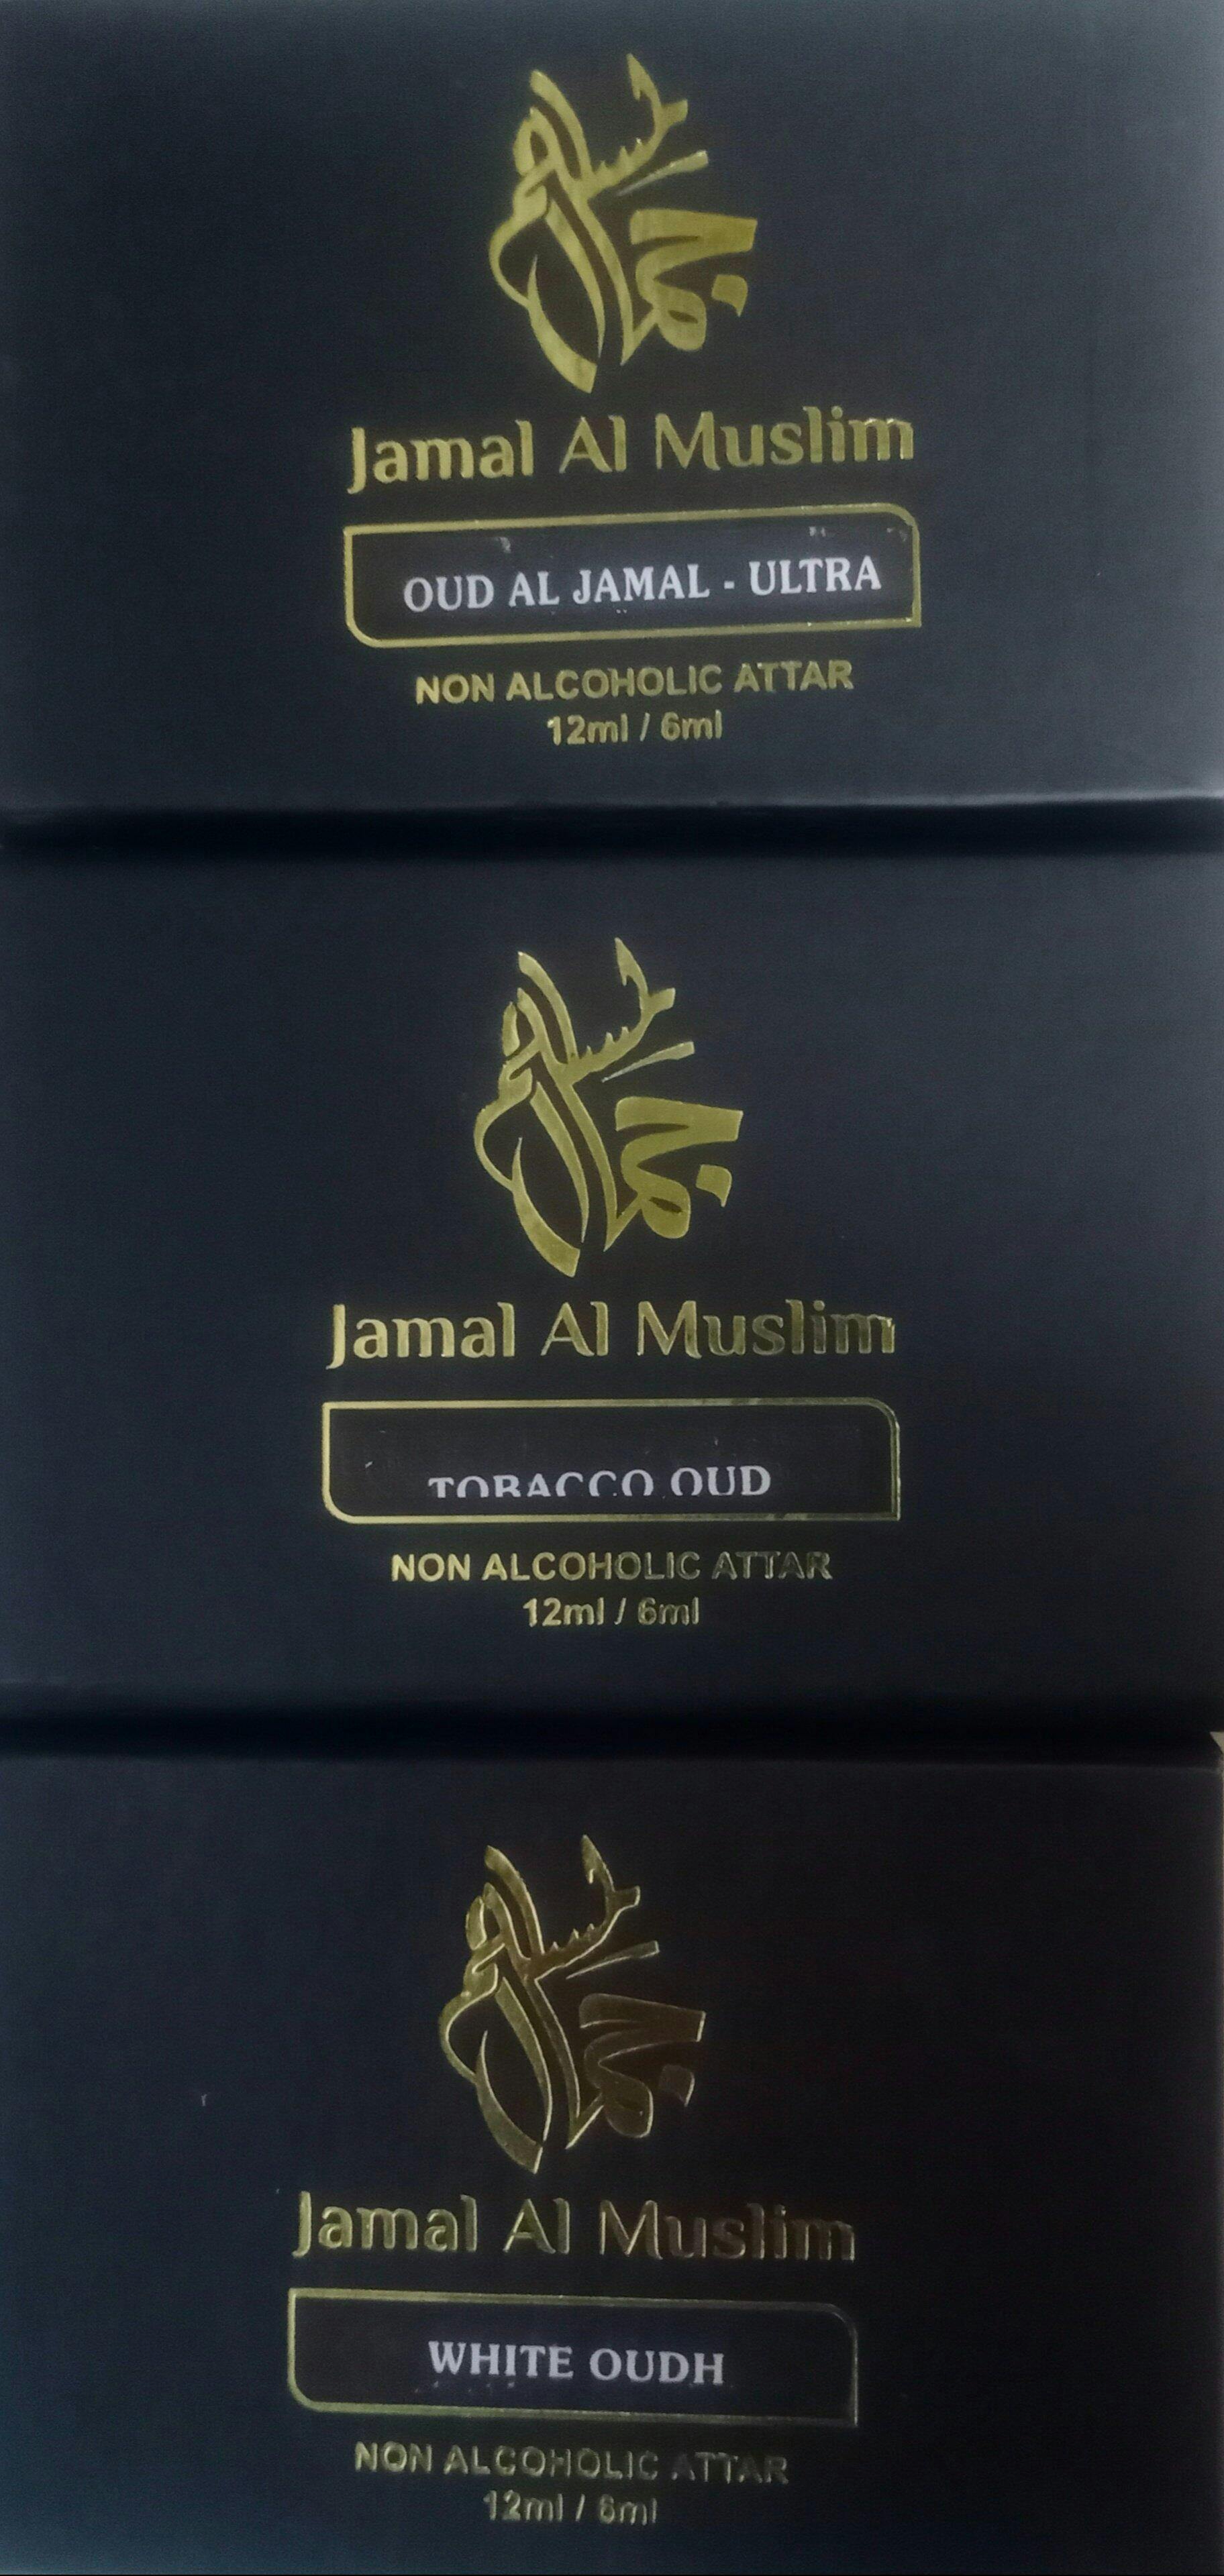 جمال مسلم
Jamal Al Muslim
OUD AL JAMAL - ULTRA
NON ALCOHOLIC ATTAR
12ml / 6ml
جمال مسلم
Jamal Al Muslim
TOBACCO OUD
NON ALCOHOLIC ATTAR
12ml / 6ml
جمال مسلم
Jamal Al Muslim
WHITE OUDH
NON ALCOHOLIC ATTAR
12ml / 6ml